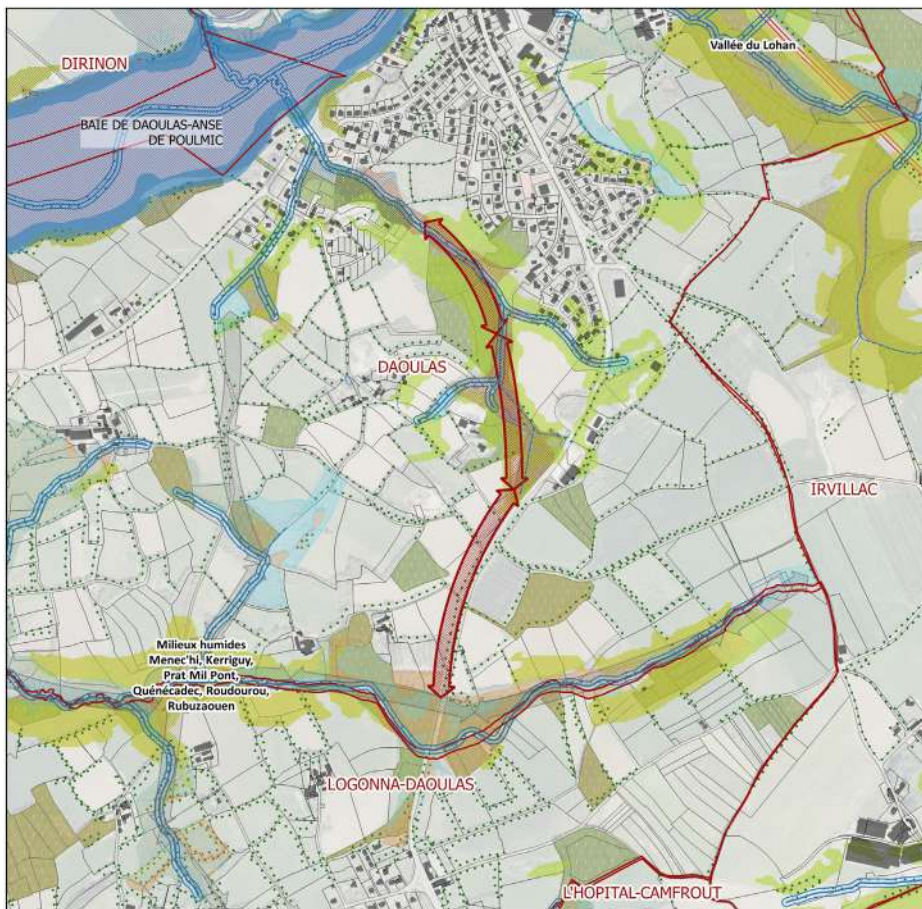 Vallée du Lohan
DIRINON
BAIE DE DAOULAS-ANSE
DE POULMIC
DAOULAS
IRVILLAC
Milieux humides
Menec'hi, Kerriguy,
Prat Mil Pont,
Quénécadec, Roudourou,
Rubuzaouen
LOGONNA-DAOULAS
L'HOPITAL-CAMFROUT